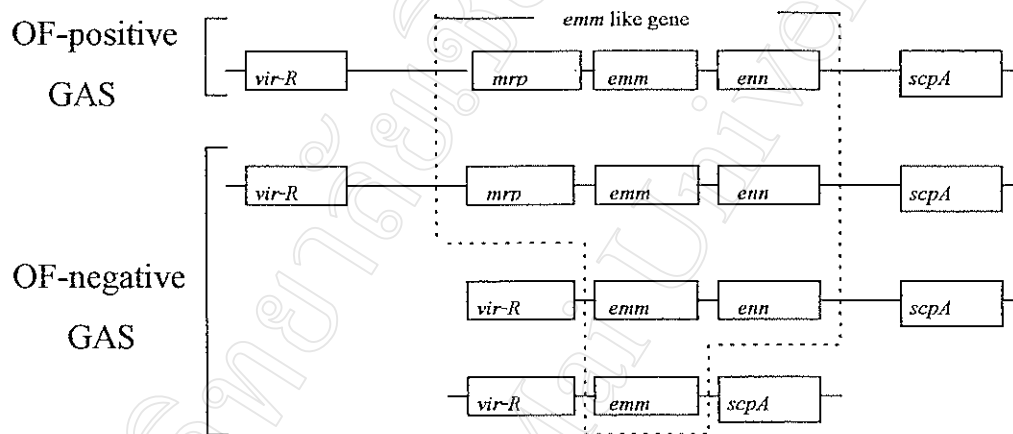 emm like gene
OF-positive
GAS
vir-R mrp emm enn scpA
vir-R mrp emm enn scpA
OF-negative
GAS
vir-R emm enn scpA
vir-R emm scpA